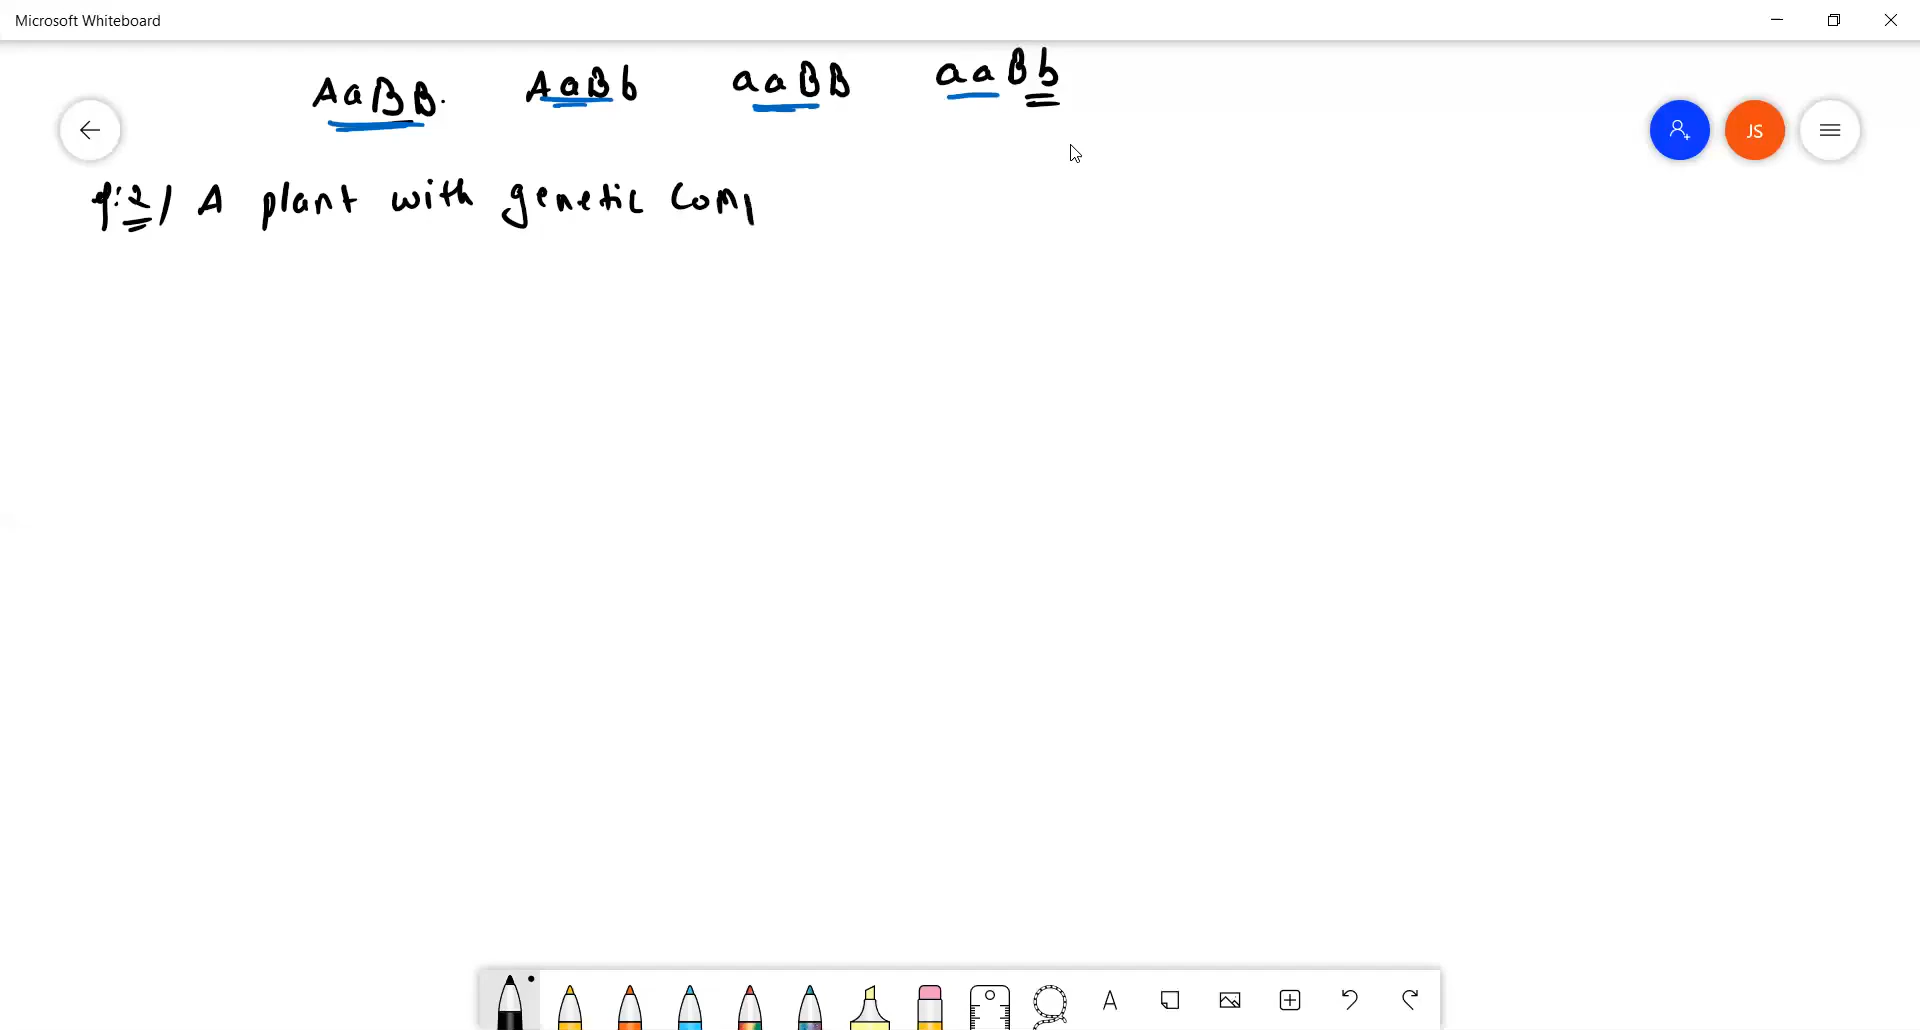 Microsoft Whiteboard
AaBB. AaBb aaBB aaBb
JS
Q:2) A plant with genetic com
A